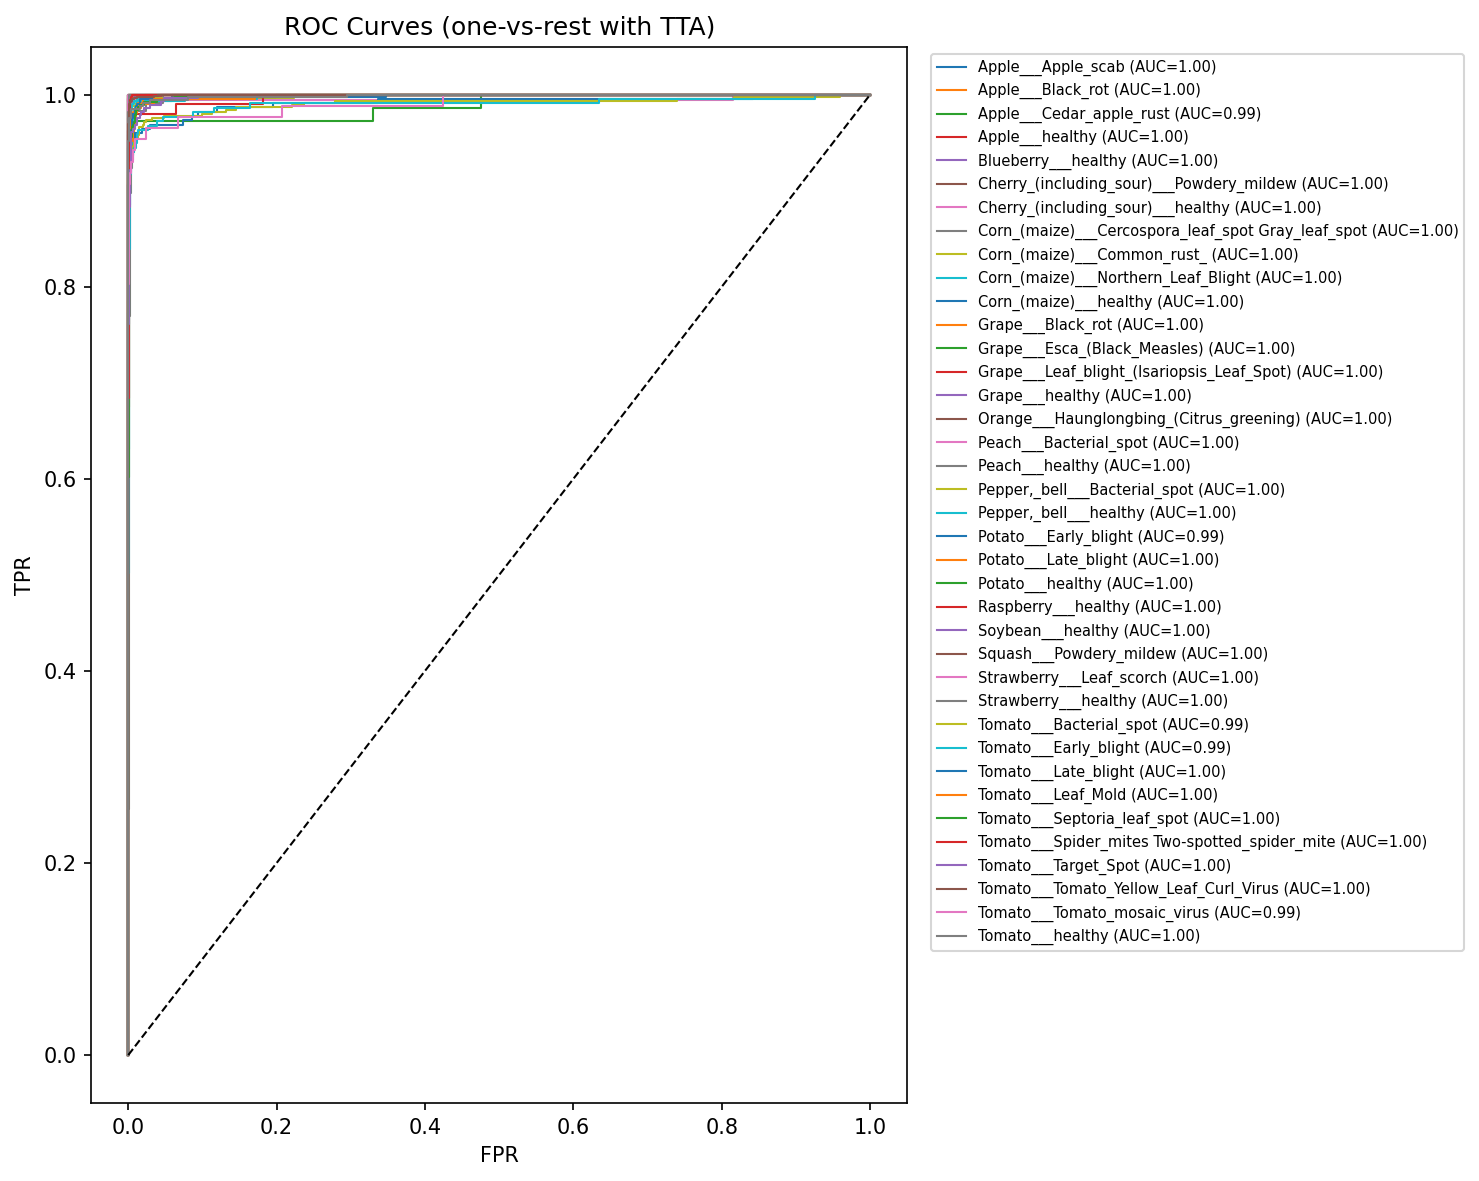 ROC Curves (one-vs-rest with TTA)
TPR
1.0
0.8
0.6
0.4
0.2
0.0
0.0 0.2 0.4 0.6 0.8 1.0
FPR
Apple___Apple_scab (AUC=1.00)
Apple___Black_rot (AUC=1.00)
Apple___Cedar_apple_rust (AUC=0.99)
Apple___healthy (AUC=1.00)
Blueberry___healthy (AUC=1.00)
Cherry_(including_sour)___Powdery_mildew (AUC=1.00)
Cherry_(including_sour)___healthy (AUC=1.00)
Corn_(maize)___Cercospora_leaf_spot Gray_leaf_spot (AUC=1.00)
Corn_(maize)___Common_rust_ (AUC=1.00)
Corn_(maize)___Northern_Leaf_Blight (AUC=1.00)
Corn_(maize)___healthy (AUC=1.00)
Grape___Black_rot (AUC=1.00)
Grape___Esca_(Black_Measles) (AUC=1.00)
Grape___Leaf_blight_(Isariopsis_Leaf_Spot) (AUC=1.00)
Grape___healthy (AUC=1.00)
Orange___Haunglongbing_(Citrus_greening) (AUC=1.00)
Peach___Bacterial_spot (AUC=1.00)
Peach___healthy (AUC=1.00)
Pepper,_bell___Bacterial_spot (AUC=1.00)
Pepper,_bell___healthy (AUC=1.00)
Potato___Early_blight (AUC=0.99)
Potato___Late_blight (AUC=1.00)
Potato___healthy (AUC=1.00)
Raspberry___healthy (AUC=1.00)
Soybean___healthy (AUC=1.00)
Squash___Powdery_mildew (AUC=1.00)
Strawberry___Leaf_scorch (AUC=1.00)
Strawberry___healthy (AUC=1.00)
Tomato___Bacterial_spot (AUC=0.99)
Tomato___Early_blight (AUC=0.99)
Tomato___Late_blight (AUC=1.00)
Tomato___Leaf_Mold (AUC=1.00)
Tomato___Septoria_leaf_spot (AUC=1.00)
Tomato___Spider_mites Two-spotted_spider_mite (AUC=1.00)
Tomato___Target_Spot (AUC=1.00)
Tomato___Tomato_Yellow_Leaf_Curl_Virus (AUC=1.00)
Tomato___Tomato_mosaic_virus (AUC=0.99)
Tomato___healthy (AUC=1.00)